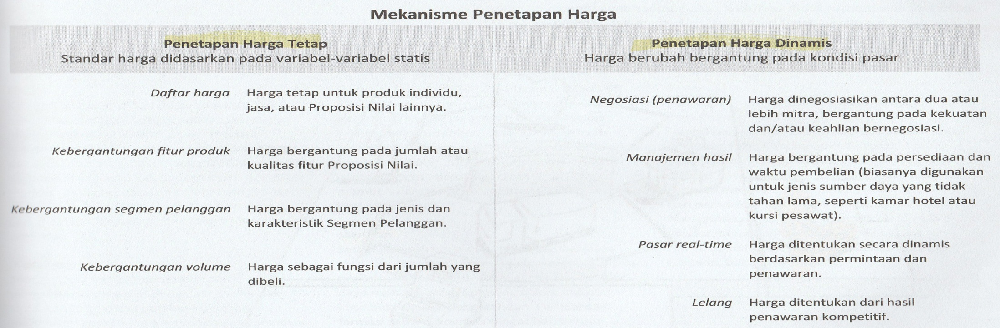 Mekanisme Penetapan Harga
Penetapan Harga Tetap
Standar harga didasarkan pada variabel-variabel statis
Daftar harga Harga tetap untuk produk individu,
jasa, atau Proposisi Nilai lainnya.
Kebergantungan fitur produk Harga bergantung pada jumlah atau
kualitas fitur Proposisi Nilai.
Kebergantungan segmen pelanggan Harga bergantung pada jenis dan
karakteristik Segmen Pelanggan.
Kebergantungan volume Harga sebagai fungsi dari jumlah yang
dibeli.
Penetapan Harga Dinamis
Harga berubah bergantung pada kondisi pasar
Negosiasi (penawaran) Harga dinegosiasikan antara dua atau
lebih mitra, bergantung pada kekuatan
dan/atau keahlian bernegosiasi.
Manajemen hasil Harga bergantung pada persediaan dan
waktu pembelian (biasanya digunakan
untuk jenis sumber daya yang tidak
tahan lama, seperti kamar hotel atau
kursi pesawat).
Pasar real-time Harga ditentukan secara dinamis
berdasarkan permintaan dan
penawaran.
Lelang Harga ditentukan dari hasil
penawaran kompetitif.